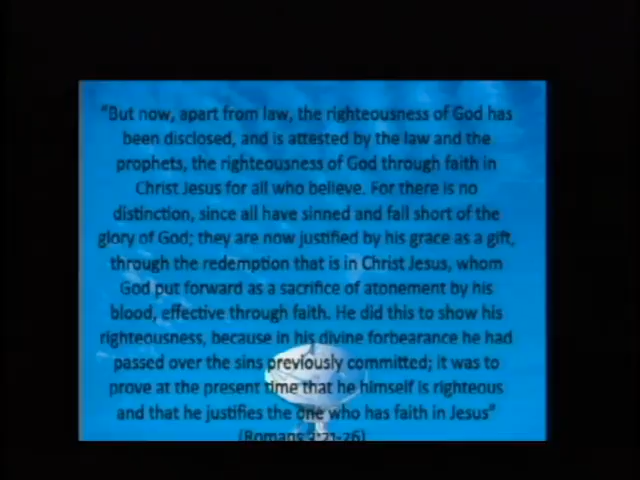 “But now, apart from law, the righteousness of God has
been disclosed, and is attested by the law and the
prophets, the righteousness of God through faith in
Christ Jesus for all who believe. For there is no
distinction, since all have sinned and fall short of the
glory of God; they are now justified by his grace as a gift,
through the redemption that is in Christ Jesus, whom
God put forward as a sacrifice of atonement by his
blood, effective through faith. He did this to show his
righteousness, because in his divine forbearance he had
passed over the sins previously committed; it was to
prove at the present time that he himself is righteous
and that he justifies the one who has faith in Jesus”
(Romans 3:21-26)